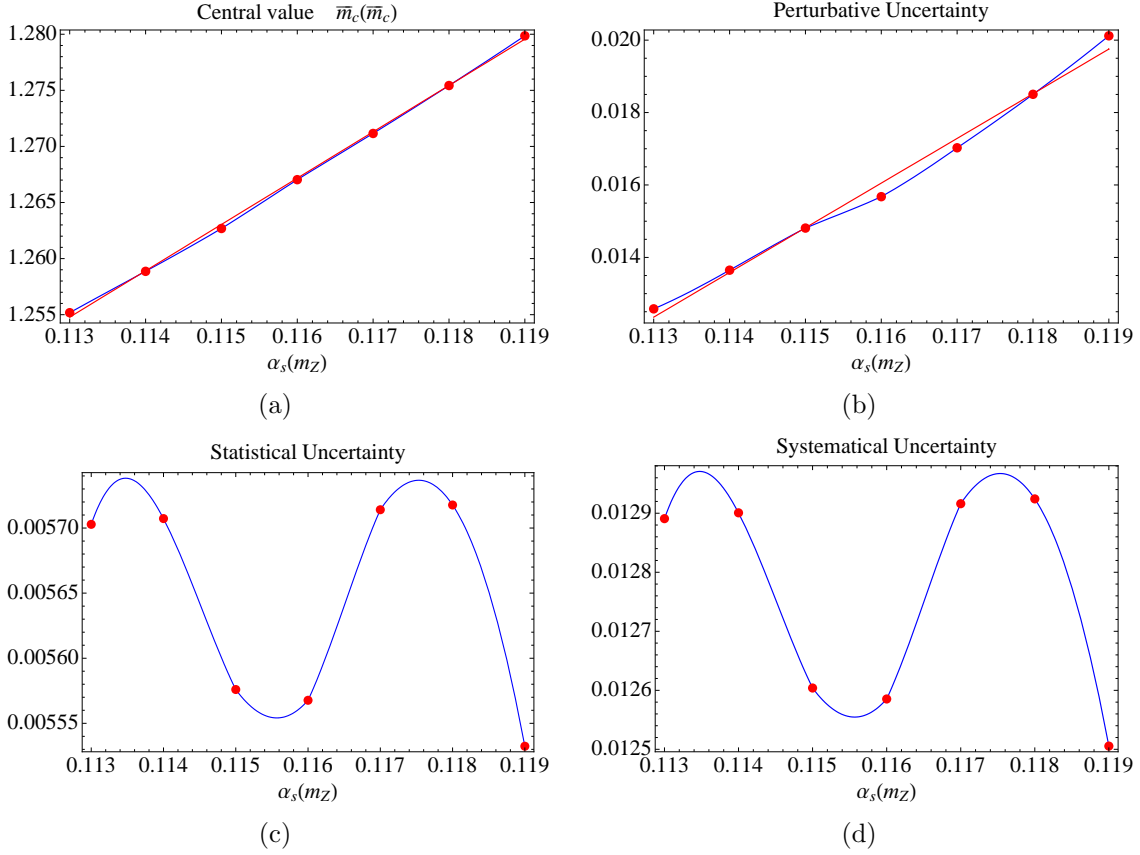 Central value m̅c(m̅c)
1.280
1.275
1.270
1.265
1.260
1.255
0.113 0.114 0.115 0.116 0.117 0.118 0.119
αs(mZ)
(a)
Perturbative Uncertainty
0.020
0.018
0.016
0.014
0.113 0.114 0.115 0.116 0.117 0.118 0.119
αs(mZ)
(b)
Statistical Uncertainty
0.00570
0.00565
0.00560
0.00555
0.113 0.114 0.115 0.116 0.117 0.118 0.119
αs(mZ)
(c)
Systematical Uncertainty
0.0129
0.0128
0.0127
0.0126
0.0125
0.113 0.114 0.115 0.116 0.117 0.118 0.119
αs(mZ)
(d)